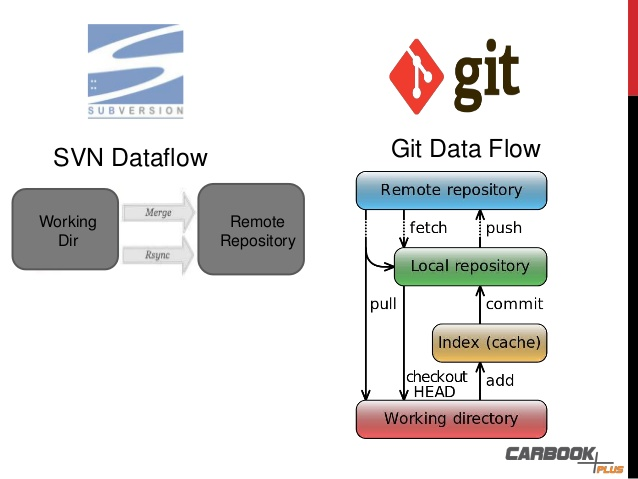 SUBVERSION
git
SVN Dataflow
Git Data Flow
Working
Dir
Merge
Rsync
Remote
Repository
Remote repository
fetch
push
Local repository
pull
commit
Index (cache)
checkout
HEAD
add
Working directory
CARBOOK
PLUS